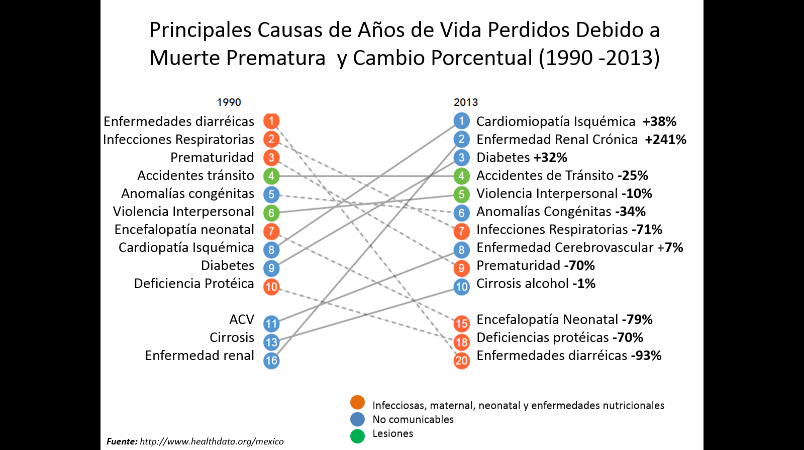 Principales Causas de Años de Vida Perdidos Debido a
Muerte Prematura y Cambio Porcentual (1990 -2013)
1990
2013
Enfermedades diarréicas 1
1 Cardiomiopatía Isquémica +38%
Infecciones Respiratorias 2
2 Enfermedad Renal Crónica +241%
Prematuridad 3
3 Diabetes +32%
Accidentes tránsito 4
4 Accidentes de Tránsito -25%
Anomalías congénitas 5
5 Violencia Interpersonal -10%
Violencia Interpersonal 6
6 Anomalías Congénitas -34%
Encefalopatía neonatal 7
7 Infecciones Respiratorias -71%
Cardiopatía Isquémica 8
8 Enfermedad Cerebrovascular +7%
Diabetes 9
9 Prematuridad -70%
Deficiencia Protéica 10
10 Cirrosis alcohol -1%
ACV 11
15 Encefalopatía Neonatal -79%
Cirrosis 13
18 Deficiencias protéicas -70%
Enfermedad renal 16
20 Enfermedades diarréicas -93%
Infecciosas, maternal, neonatal y enfermedades nutricionales
No comunicables
Lesiones
Fuente: http://www.healthdata.org/mexico